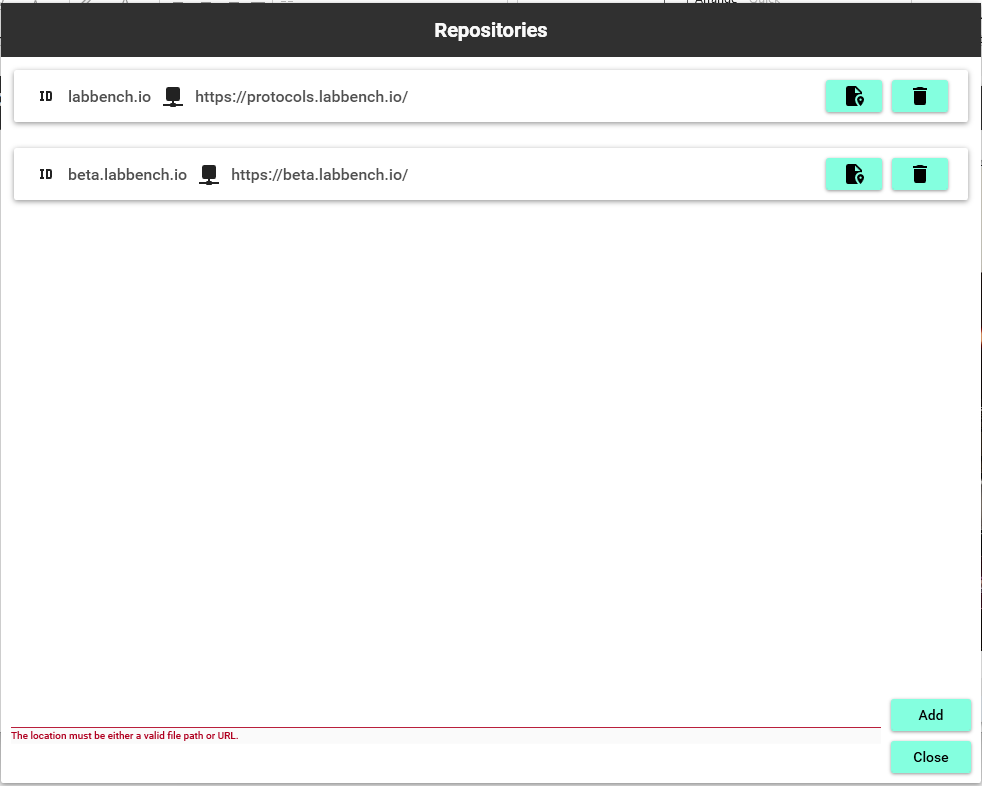 Repositories
ID labbench.io https://protocols.labbench.io/
ID beta.labbench.io https://beta.labbench.io/
Add
The location must be either a valid file path or URL.
Close